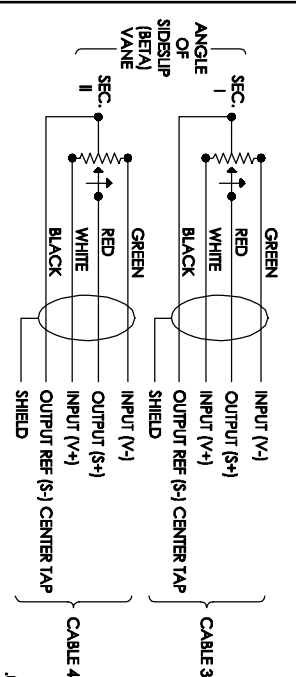 ANGLE
OF
SIDESLIP
(BETA)
VANE
SEC.
I
GREEN
RED
WHITE
BLACK
INPUT (V-)
OUTPUT (S+)
INPUT (V+)
OUTPUT REF (S-) CENTER TAP
SHIELD
CABLE 3
SEC.
II
GREEN
RED
WHITE
BLACK
INPUT (V-)
OUTPUT (S+)
INPUT (V+)
OUTPUT REF (S-) CENTER TAP
SHIELD
CABLE 4